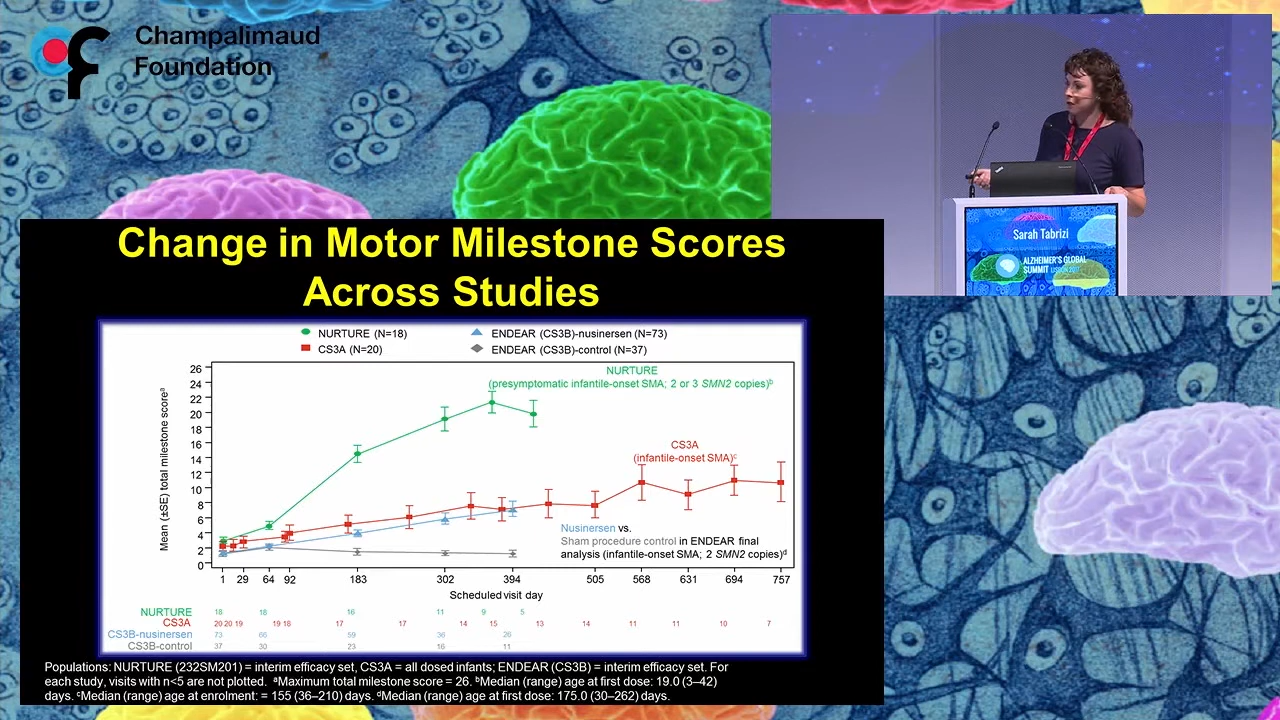 Champalimaud
Foundation
Sarah Tabrizi
ALZHEIMER'S GLOBAL
SUMMIT LISBON 2017
Change in Motor Milestone Scores
Across Studies
NURTURE (N=18)
ENDEAR (CS3B)-nusinersen (N=73)
CS3A (N=20)
ENDEAR (CS3B)-control (N=37)
Mean (±SE) total milestone scoreᵃ
26
24
22
20
18
16
14
12
10
8
6
4
2
0
NURTURE
(presymptomatic infantile-onset SMA; 2 or 3 SMN2 copies)ᵇ
CS3A
(infantile-onset SMA)ᶜ
Nusinersen vs.
Sham procedure control in ENDEAR final
analysis (infantile-onset SMA; 2 SMN2 copies)ᵈ
1 29 64 92 183 302 394 505 568 631 694 757
Scheduled visit day
NURTURE 18 18 16 11 9 5
CS3A 20 20 19 19 18 17 17 14 15 13 14 11 11 10 7
CS3B-nusinersen 73 66 59 36 26
CS3B-control 37 30 23 16 11
Populations: NURTURE (232SM201) = interim efficacy set, CS3A = all dosed infants; ENDEAR (CS3B) = interim efficacy set. For
each study, visits with n<5 are not plotted. ᵃMaximum total milestone score = 26. ᵇMedian (range) age at first dose: 19.0 (3–42)
days. ᶜMedian (range) age at enrolment: = 155 (36–210) days. ᵈMedian (range) age at first dose: 175.0 (30–262) days.